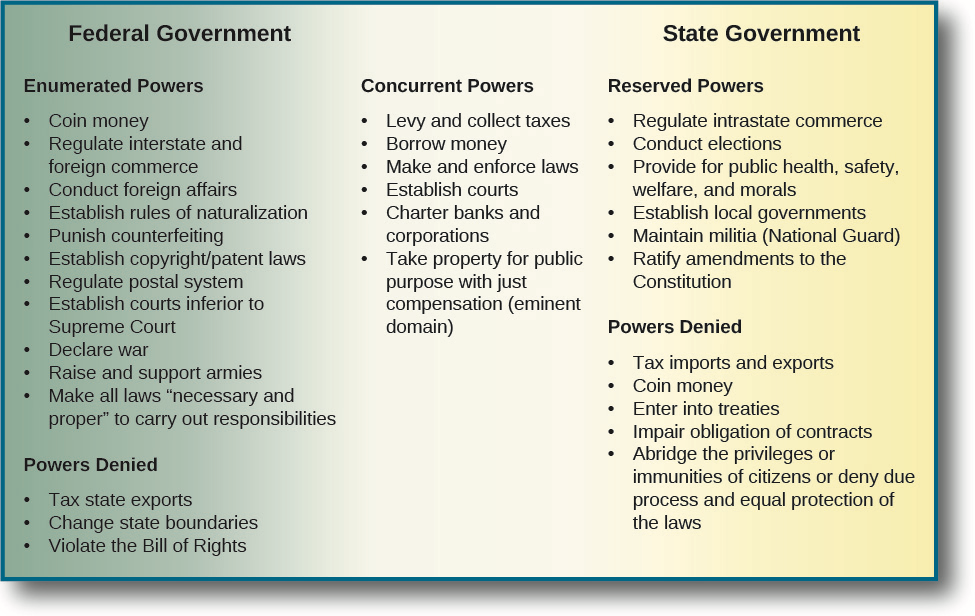 Federal Government
Enumerated Powers
• Coin money
• Regulate interstate and
foreign commerce
• Conduct foreign affairs
• Establish rules of naturalization
• Punish counterfeiting
• Establish copyright/patent laws
• Regulate postal system
• Establish courts inferior to
Supreme Court
• Declare war
• Raise and support armies
• Make all laws “necessary and
proper” to carry out responsibilities
Powers Denied
• Tax state exports
• Change state boundaries
• Violate the Bill of Rights
Concurrent Powers
• Levy and collect taxes
• Borrow money
• Make and enforce laws
• Establish courts
• Charter banks and
corporations
• Take property for public
purpose with just
compensation (eminent
domain)
State Government
Reserved Powers
• Regulate intrastate commerce
• Conduct elections
• Provide for public health, safety,
welfare, and morals
• Establish local governments
• Maintain militia (National Guard)
• Ratify amendments to the
Constitution
Powers Denied
• Tax imports and exports
• Coin money
• Enter into treaties
• Impair obligation of contracts
• Abridge the privileges or
immunities of citizens or deny due
process and equal protection of
the laws